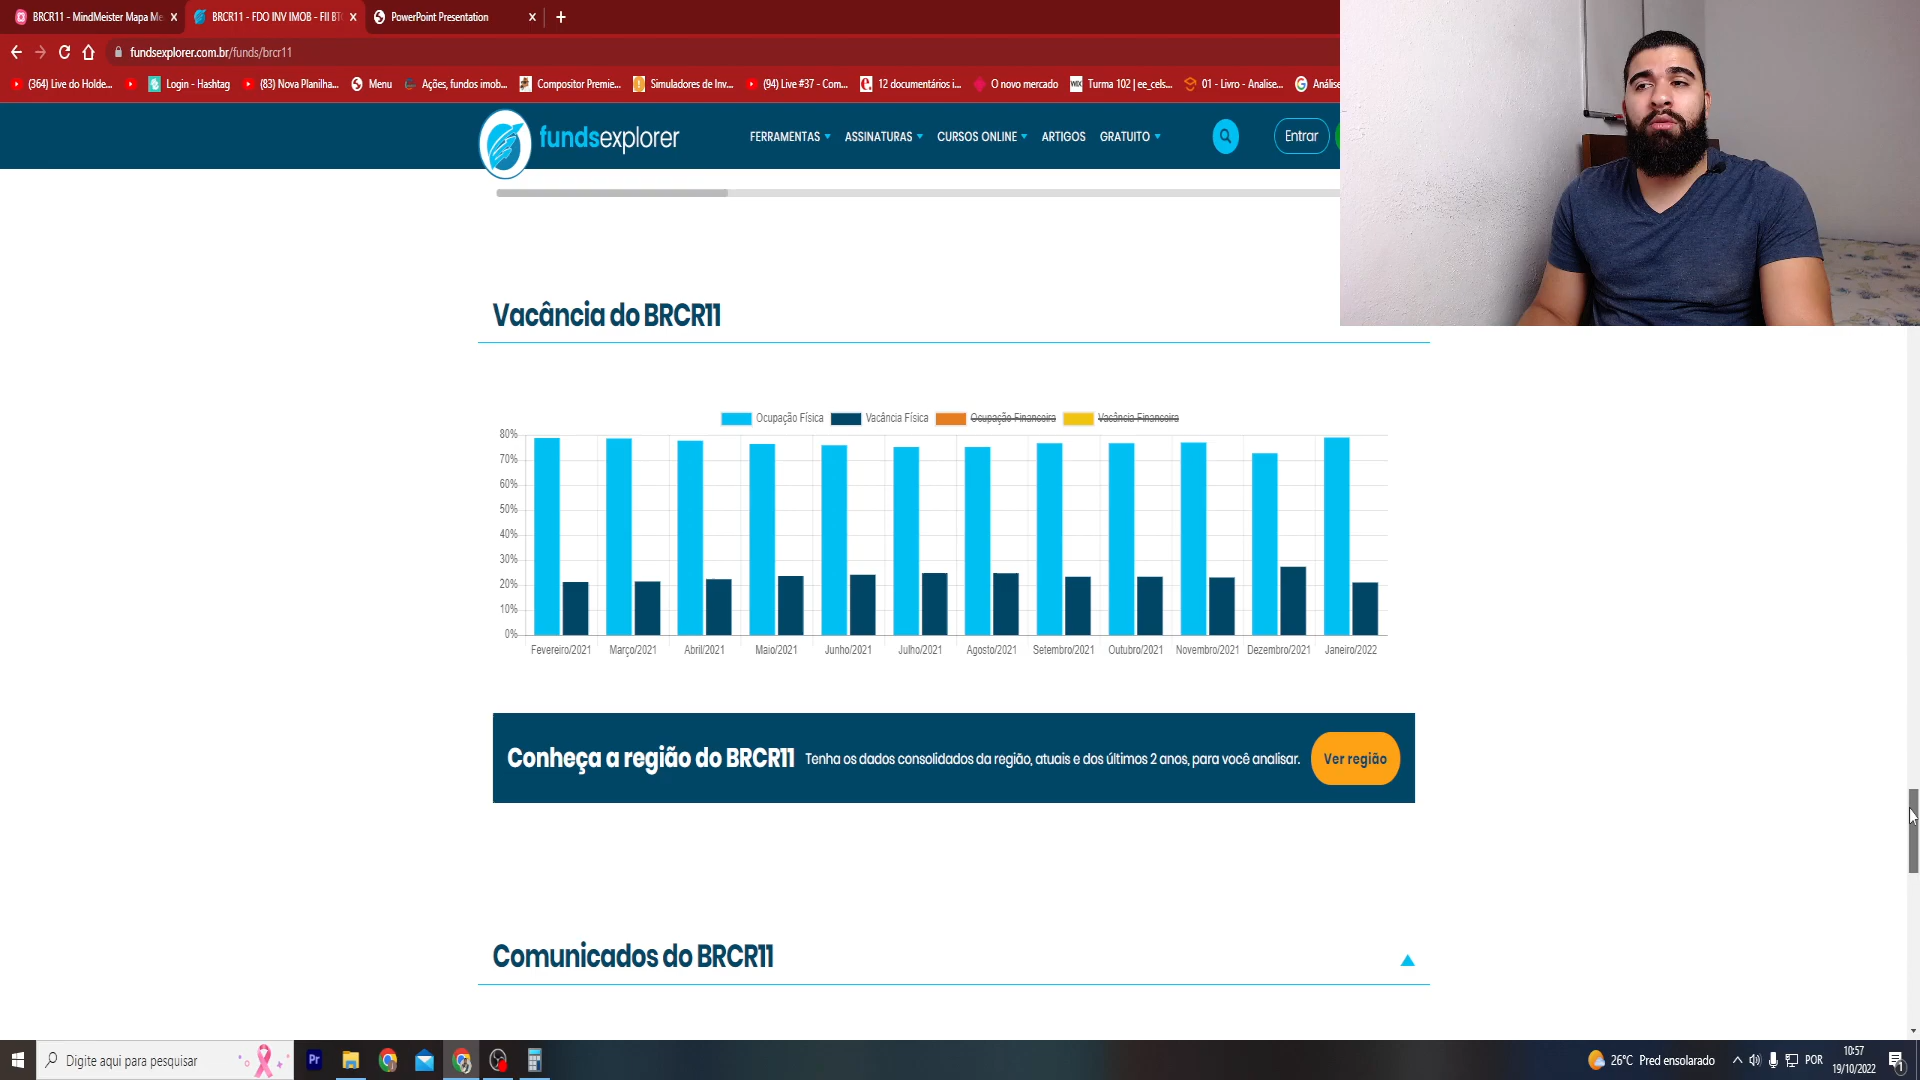 BRCR11 - MindMeister Mapa Me
BRCR11 - FDO INV IMOB - FII BT
PowerPoint Presentation
fundsexplorer.com.br/funds/brcr11
(364) Live do Holde...
Login - Hashtag
(83) Nova Planilha...
Menu
Ações, fundos imob...
Compositor Premie...
Simuladores de Inv...
(94) Live #37 - Com...
12 documentários i...
O novo mercado
Turma 102 | ee_cels...
01 - Livro - Analise...
Análise
fundsexplorer
FERRAMENTAS
ASSINATURAS
CURSOS ONLINE
ARTIGOS
GRATUITO
Entrar
Vacância do BRCR11
Ocupação Física
Vacância Física
Ocupação Financeira
Vacância Financeira
80%
70%
60%
50%
40%
30%
20%
10%
0%
Fevereiro/2021
Março/2021
Abril/2021
Maio/2021
Junho/2021
Julho/2021
Agosto/2021
Setembro/2021
Outubro/2021
Novembro/2021
Dezembro/2021
Janeiro/2022
Conheça a região do BRCR11
Tenha os dados consolidados da região, atuais e dos últimos 2 anos, para você analisar.
Ver região
Comunicados do BRCR11
Digite aqui para pesquisar
Pr
26°C Pred ensolarado
POR
10:57
19/10/2022
1